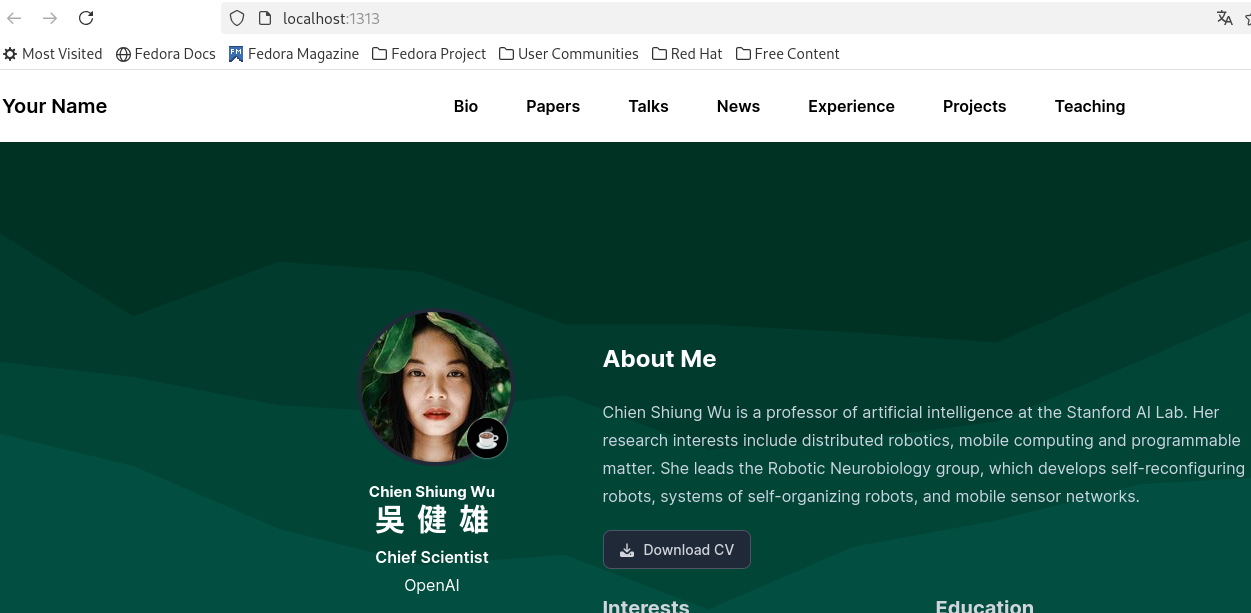 localhost:1313
Most Visited Fedora Docs Fedora Magazine Fedora Project User Communities Red Hat Free Content
Your Name Bio Papers Talks News Experience Projects Teaching
Chien Shiung Wu
吳健雄
Chief Scientist
OpenAI
About Me
Chien Shiung Wu is a professor of artificial intelligence at the Stanford AI Lab. Her
research interests include distributed robotics, mobile computing and programmable
matter. She leads the Robotic Neurobiology group, which develops self-reconfiguring
robots, systems of self-organizing robots, and mobile sensor networks.
Download CV
Interests Education